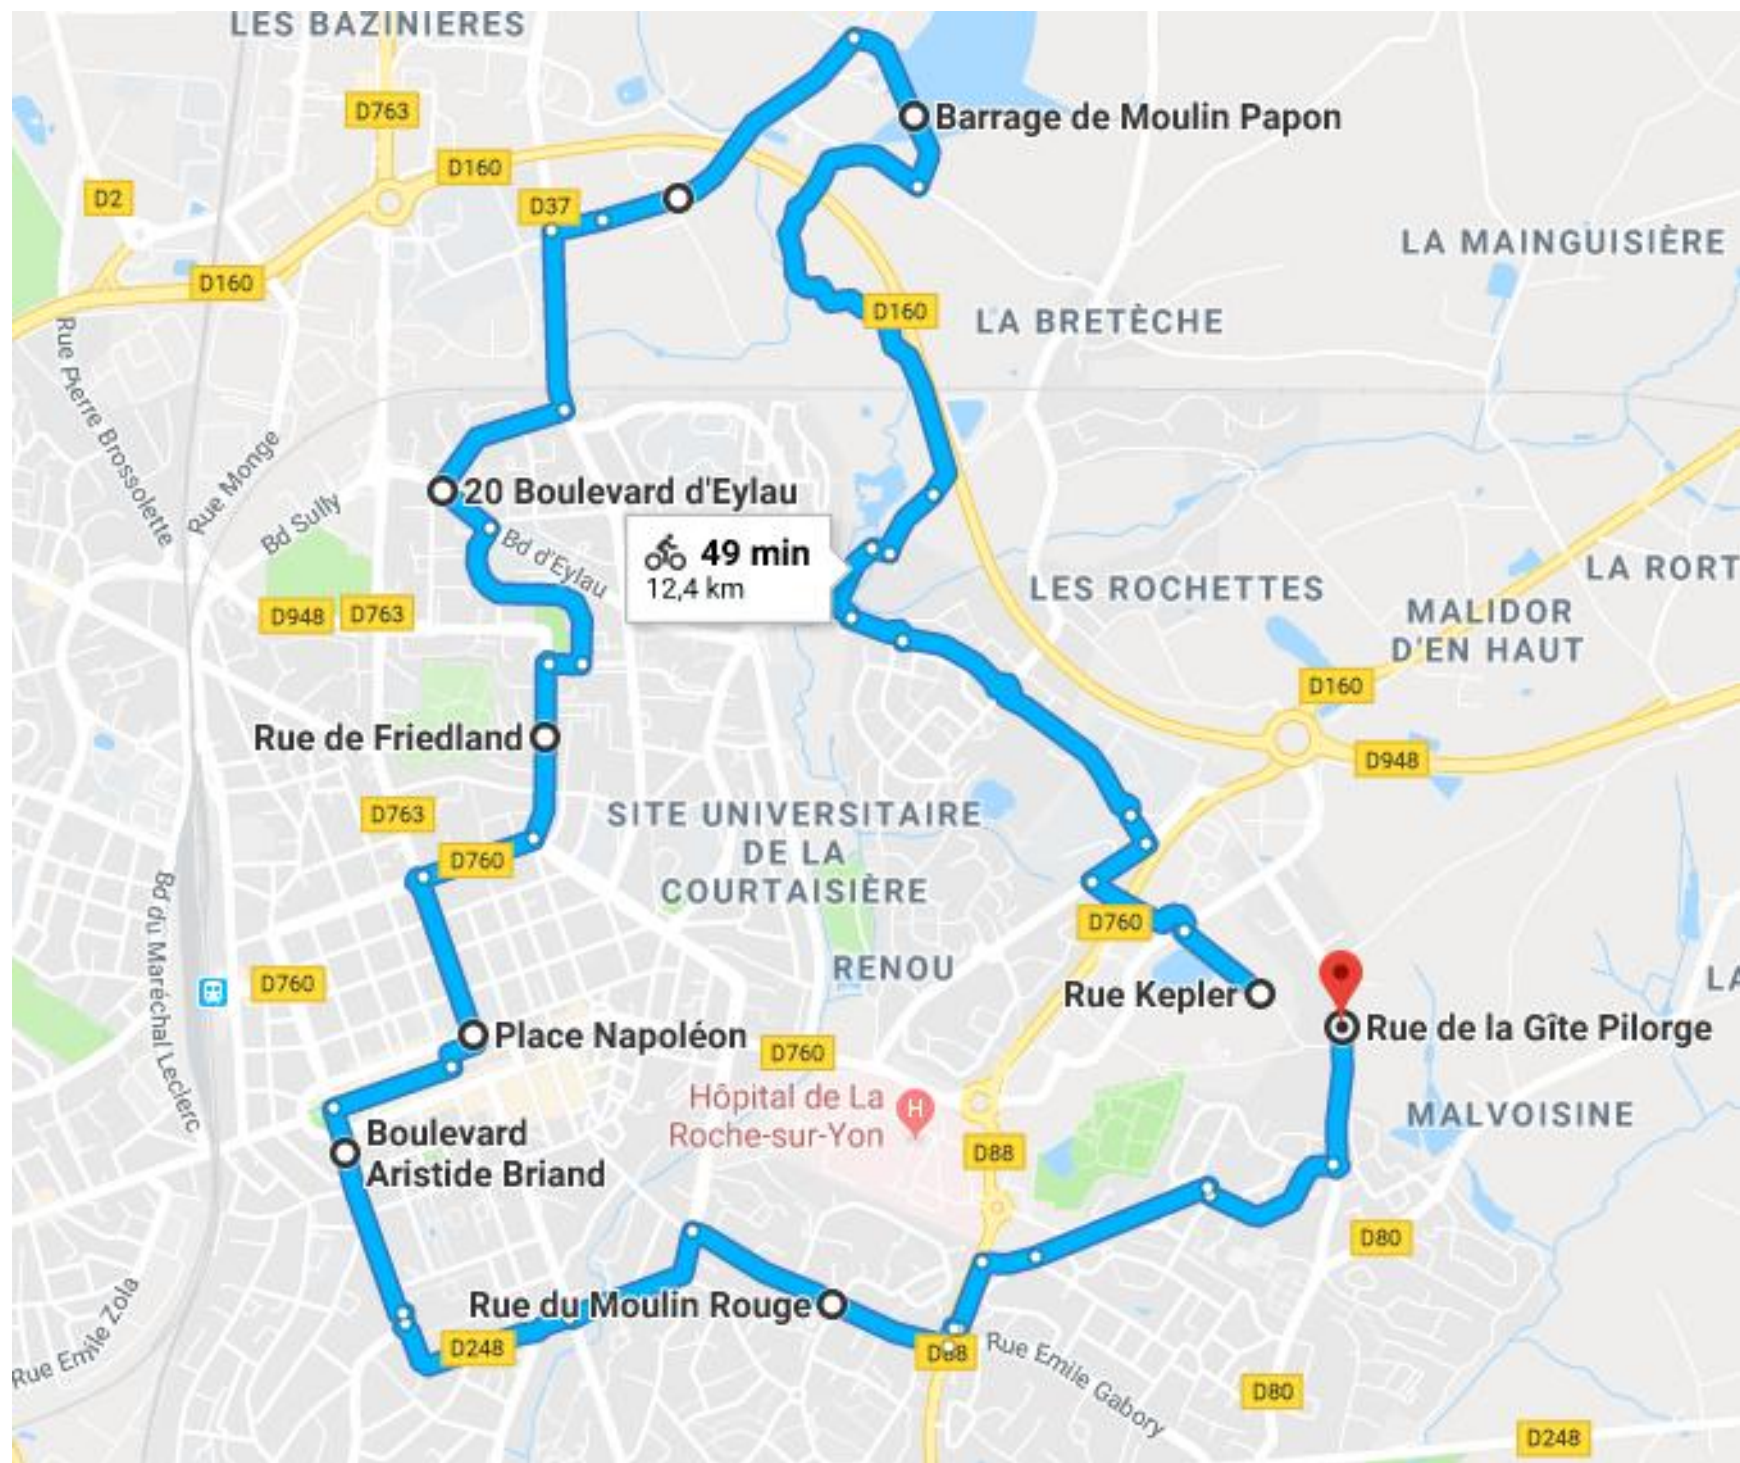 LES BAZINIERES
D763
Barrage de Moulin Papon
D160
D2
D37
LA MAINGUISIÈRE
D160
D160
LA BRETÈCHE
Rue Pierre Brossolette
Rue Monge
Bd Sully
20 Boulevard d'Eylau
Bd d'Eylau
49 min
12,4 km
LES ROCHETTES
LA RORT
D948
D763
MALIDOR
D'EN HAUT
D160
Rue de Friedland
D948
D763
SITE UNIVERSITAIRE
DE LA
COURTAISIÈRE
D760
D760
Bd du Maréchal Leclerc
RENOU
D760
Rue Kepler
LA
Rue de la Gîte Pilorge
Place Napoléon
D760
Hôpital de La
Roche-sur-Yon
H
MALVOISINE
Boulevard
Aristide Briand
D88
D80
Rue du Moulin Rouge
Rue Emile Zola
D248
D88
Rue Emile Gabory
D80
D248